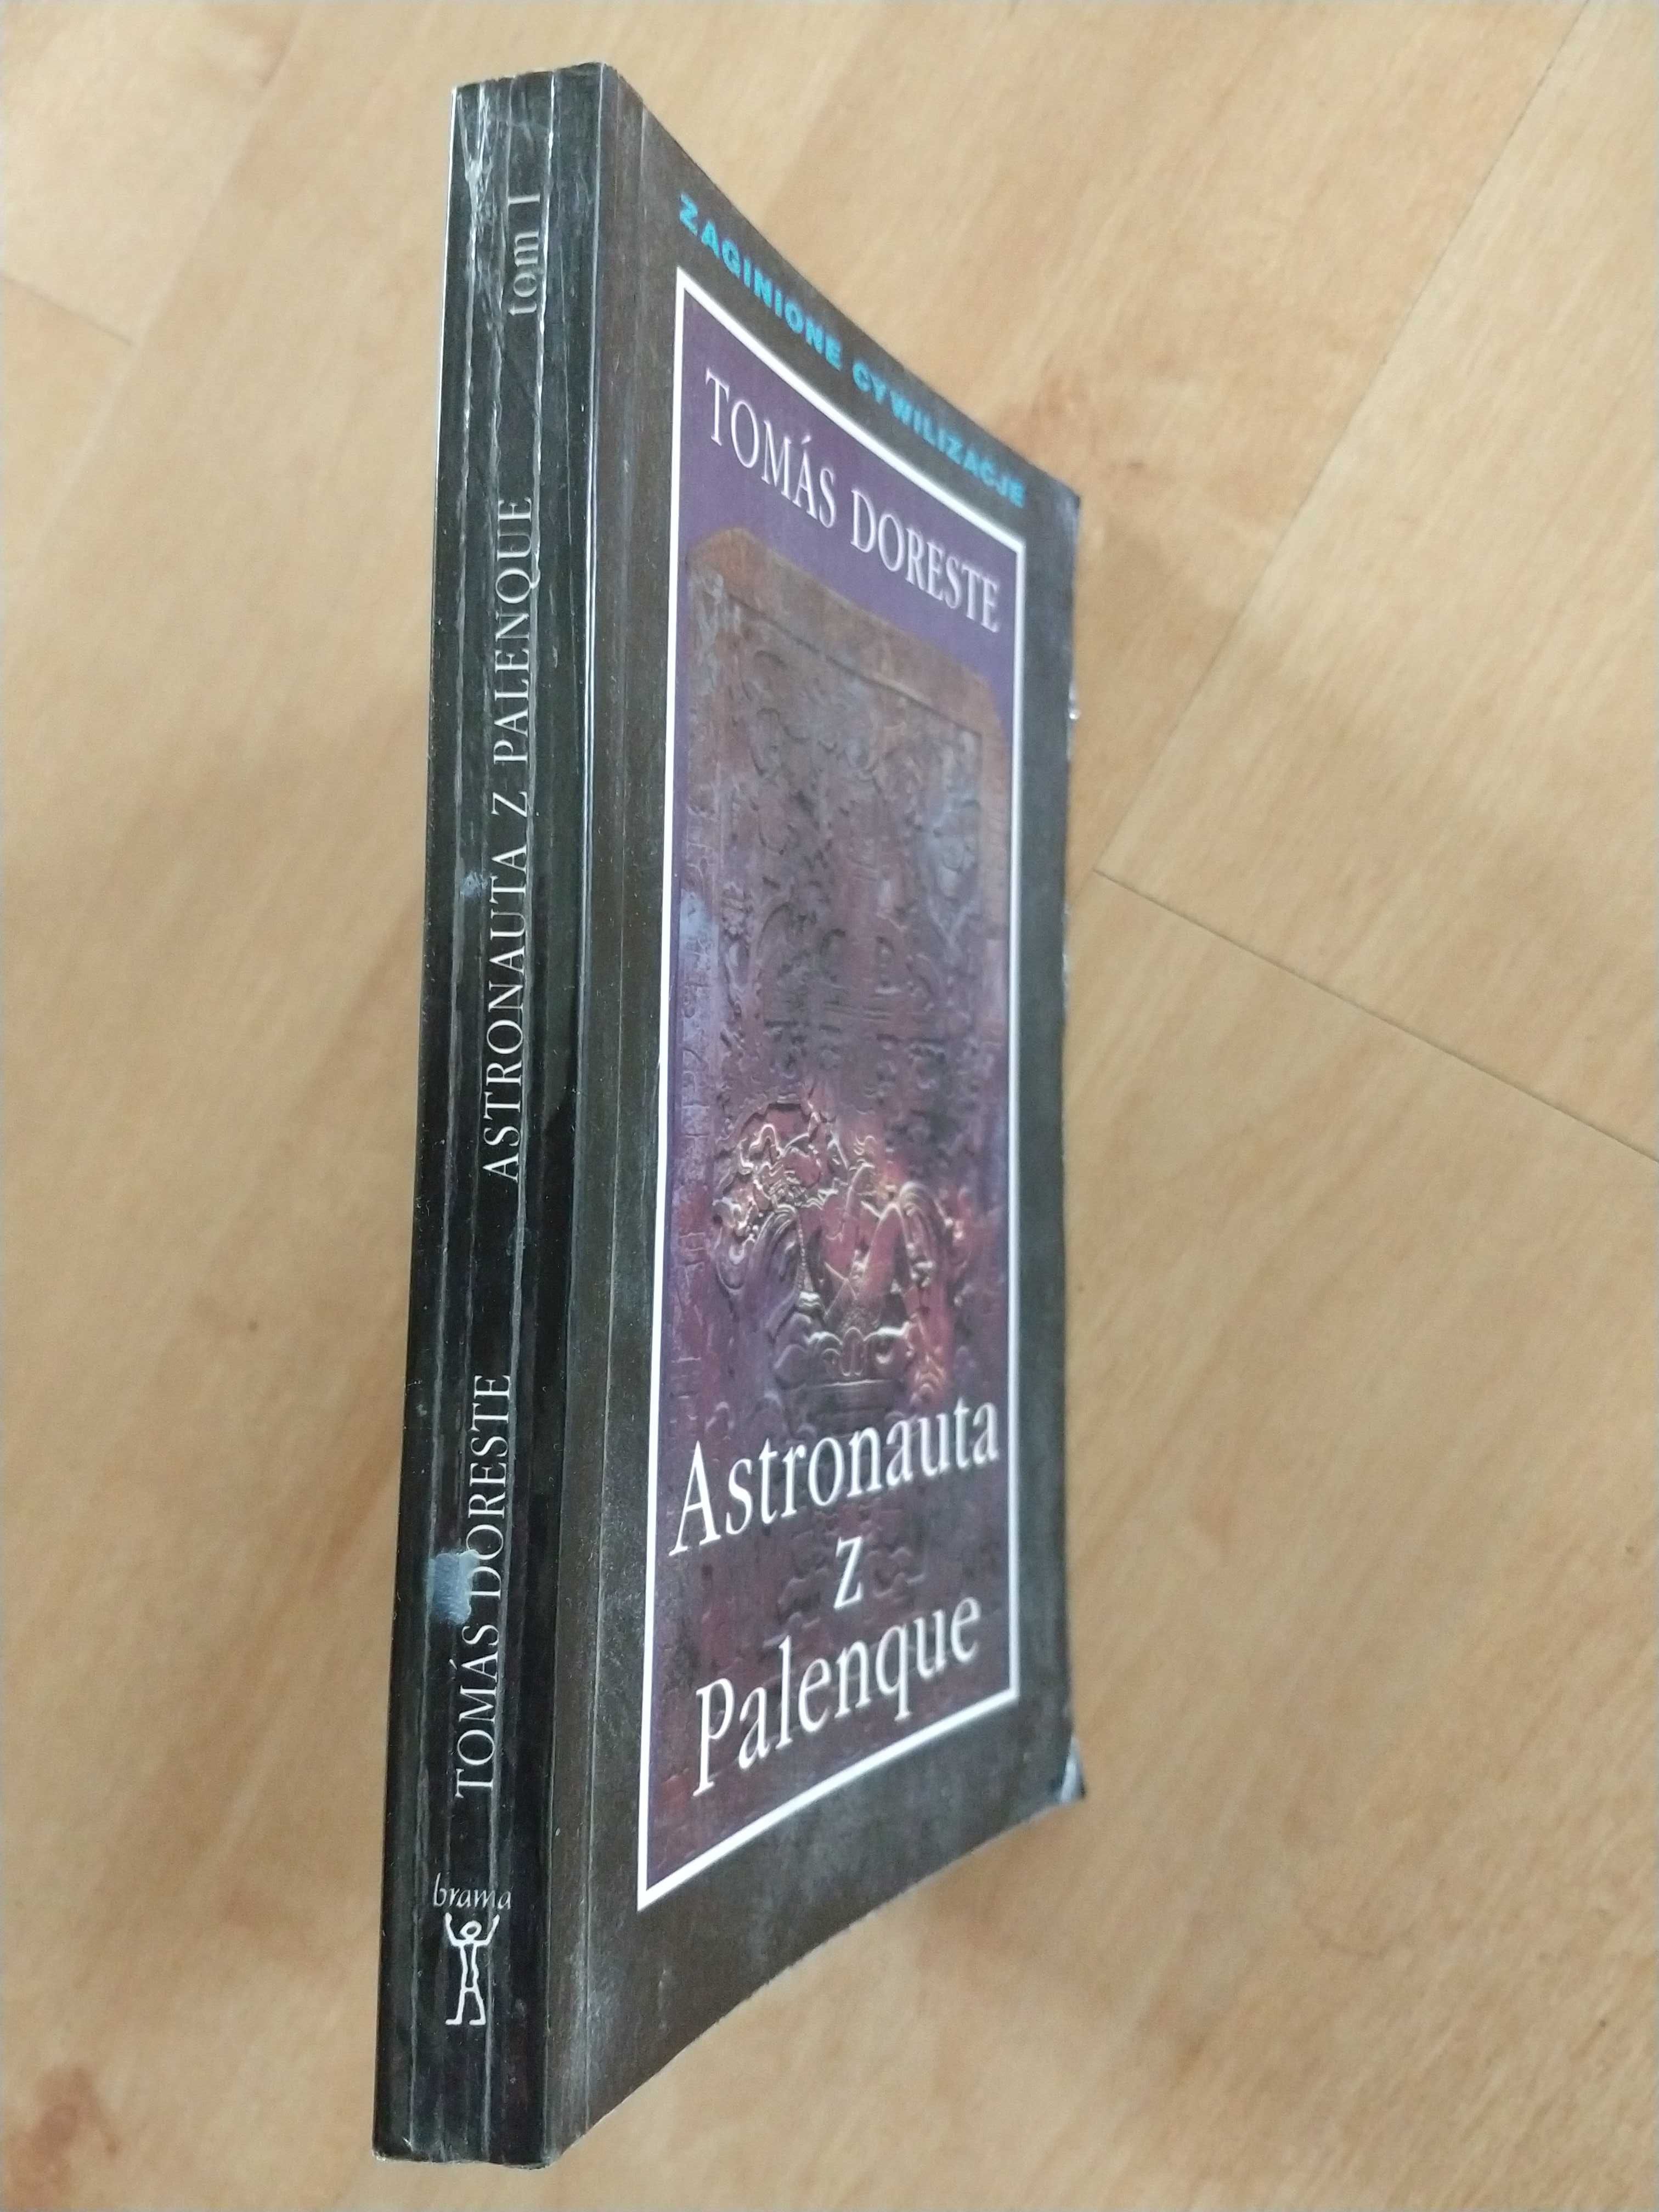 tom I
ASTRONAUTA Z PALENQUE
TOMÁS DORESTE
brama
ZAGINIONE CYWILIZACJE
TOMÁS DORESTE
Astronauta
z
Palenque